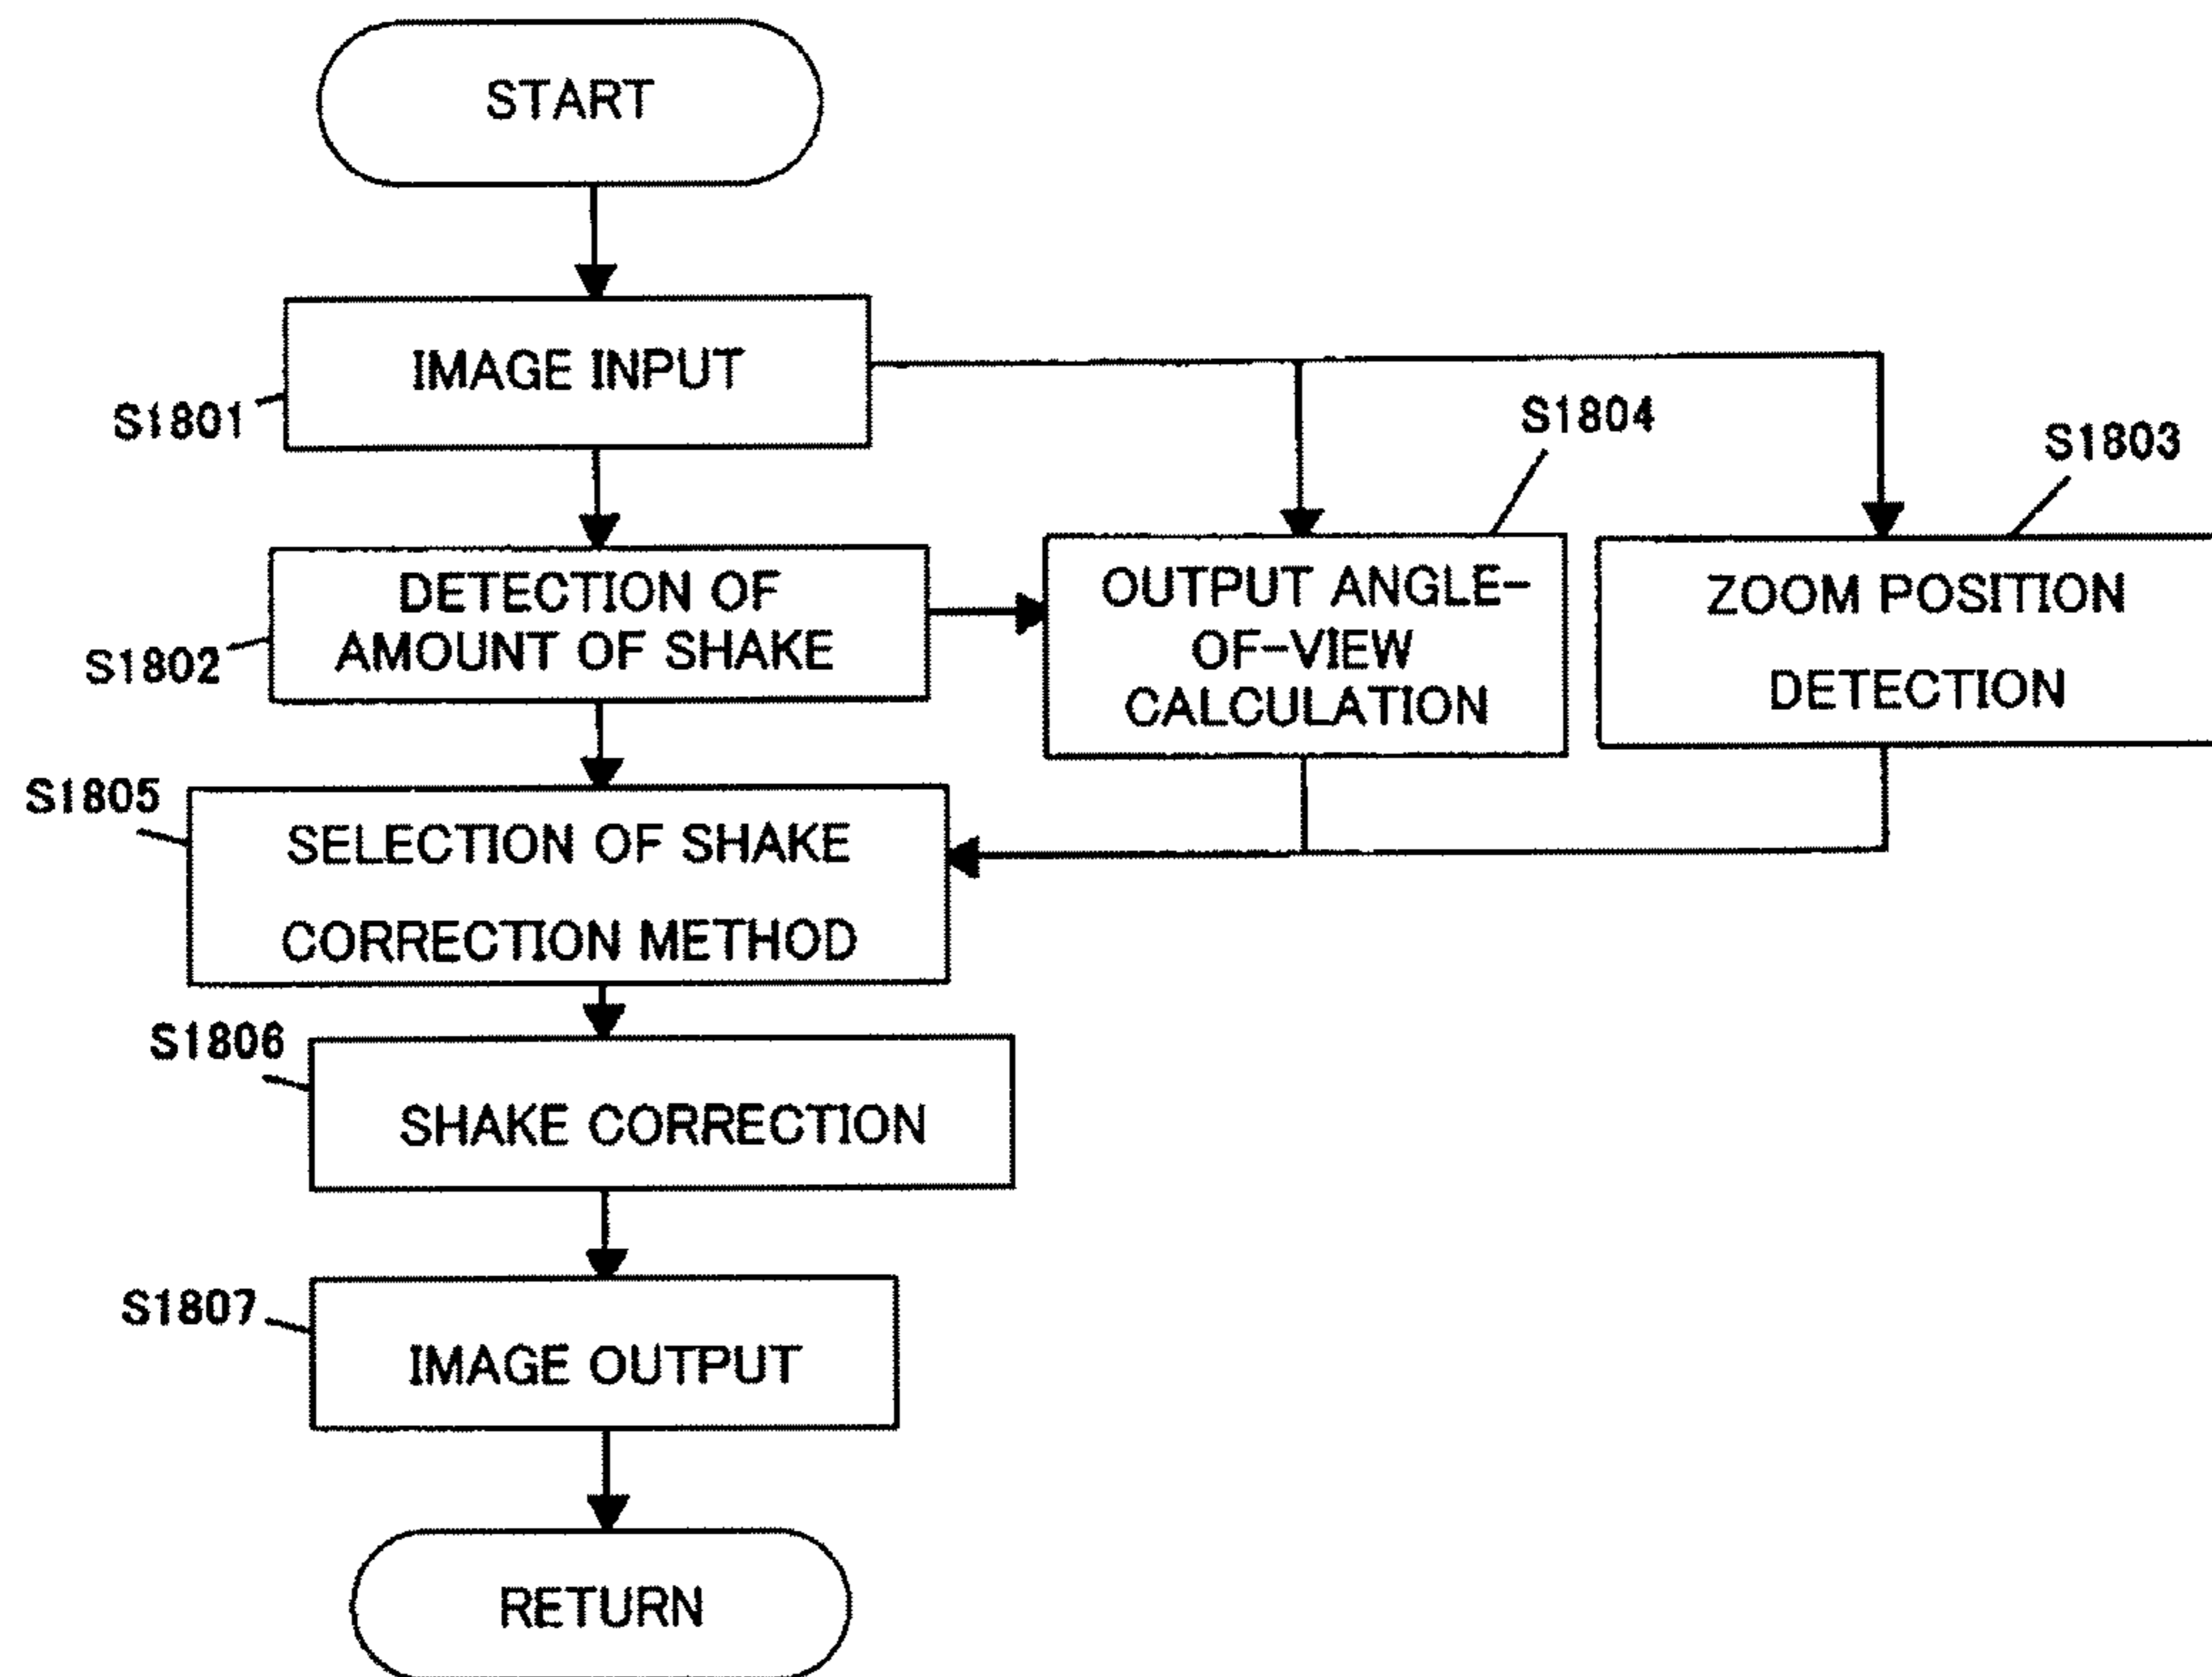 START
IMAGE INPUT
S1801
S1804
S1803
DETECTION OF
AMOUNT OF SHAKE
S1802
OUTPUT ANGLE-
OF-VIEW
CALCULATION
ZOOM POSITION
DETECTION
S1805
SELECTION OF SHAKE
CORRECTION METHOD
S1806
SHAKE CORRECTION
S1807
IMAGE OUTPUT
RETURN